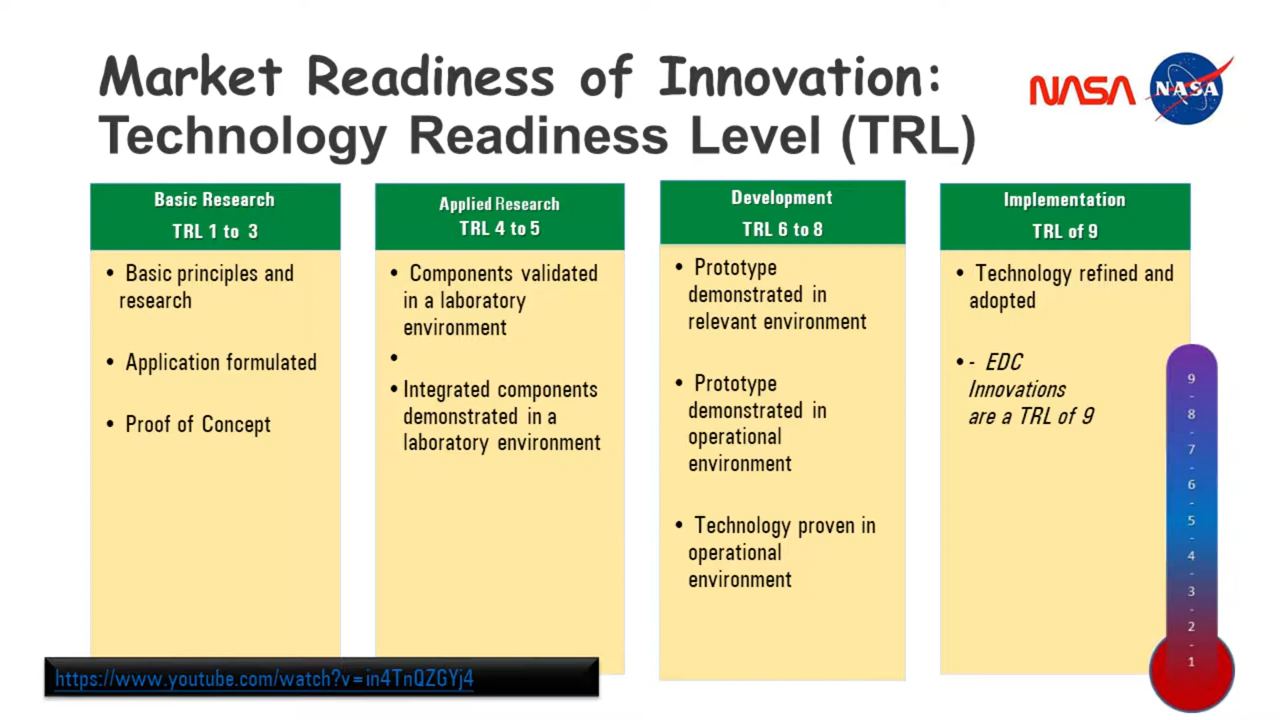 Market Readiness of Innovation:
Technology Readiness Level (TRL)
NASA
NASA
Basic Research
TRL 1 to 3
• Basic principles and
research
• Application formulated
• Proof of Concept
Applied Research
TRL 4 to 5
• Components validated
in a laboratory
environment
•
• Integrated components
demonstrated in a
laboratory environment
Development
TRL 6 to 8
• Prototype
demonstrated in
relevant environment
• Prototype
demonstrated in
operational
environment
• Technology proven in
operational
environment
Implementation
TRL of 9
• Technology refined and
adopted
• - EDC
Innovations
are a TRL of 9
9
-
8
-
7
-
6
-
5
-
4
-
3
-
2
-
1
https://www.youtube.com/watch?v=in4TnQZGYj4